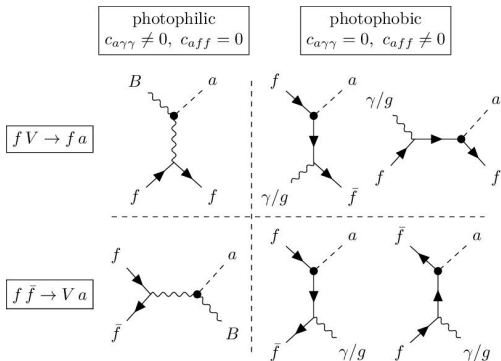 photophilic
c_{aγγ} ≠ 0, c_{aff} = 0
photophobic
c_{aγγ} = 0, c_{aff} ≠ 0
f V → f a
B
a
f
f
f
a
γ/g
f̄
γ/g
a
f
f
f f̄ → V a
f
a
f̄
B
f
a
f̄
γ/g
f̄
a
f
γ/g